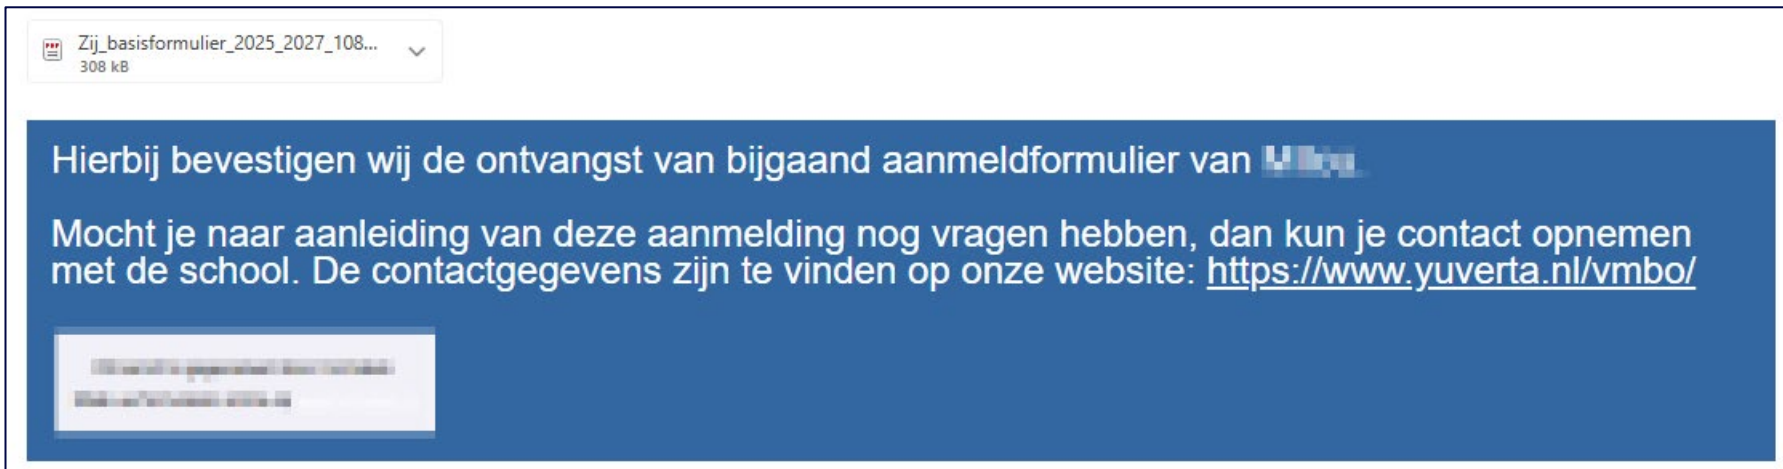 Zij_basisformulier_2025_2027_108...
308 kB
Hierbij bevestigen wij de ontvangst van bijgaand aanmeldformulier van
Mocht je naar aanleiding van deze aanmelding nog vragen hebben, dan kun je contact opnemen
met de school. De contactgegevens zijn te vinden op onze website: https://www.yuverta.nl/vmbo/